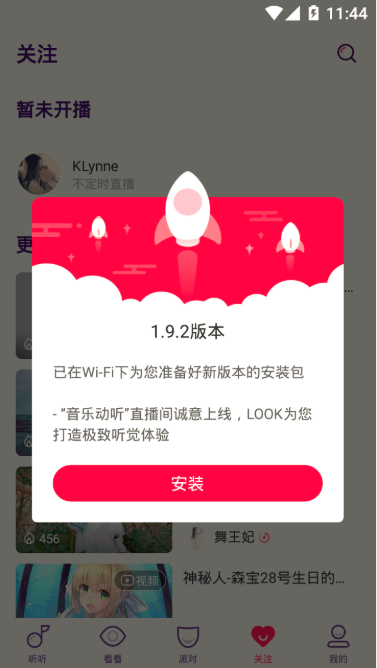 11:44
关注
暂未开播
KLynne
不定时直播
更
...
1.9.2版本
已在Wi-Fi下为您准备好新版本的安装包
- “音乐动听”直播间诚意上线，LOOK为您
打造极致听觉体验
安装
456
舞王妃
视频
神秘人-森宝28号生日的...
听听
看看
派对
关注
我的